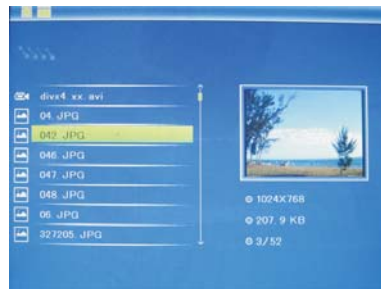 divx4. xx. avi
04. JPG
042. JPG
046. JPG
047. JPG
048. JPG
06. JPG
327205. JPG
1024X768
207. 9 KB
3/52